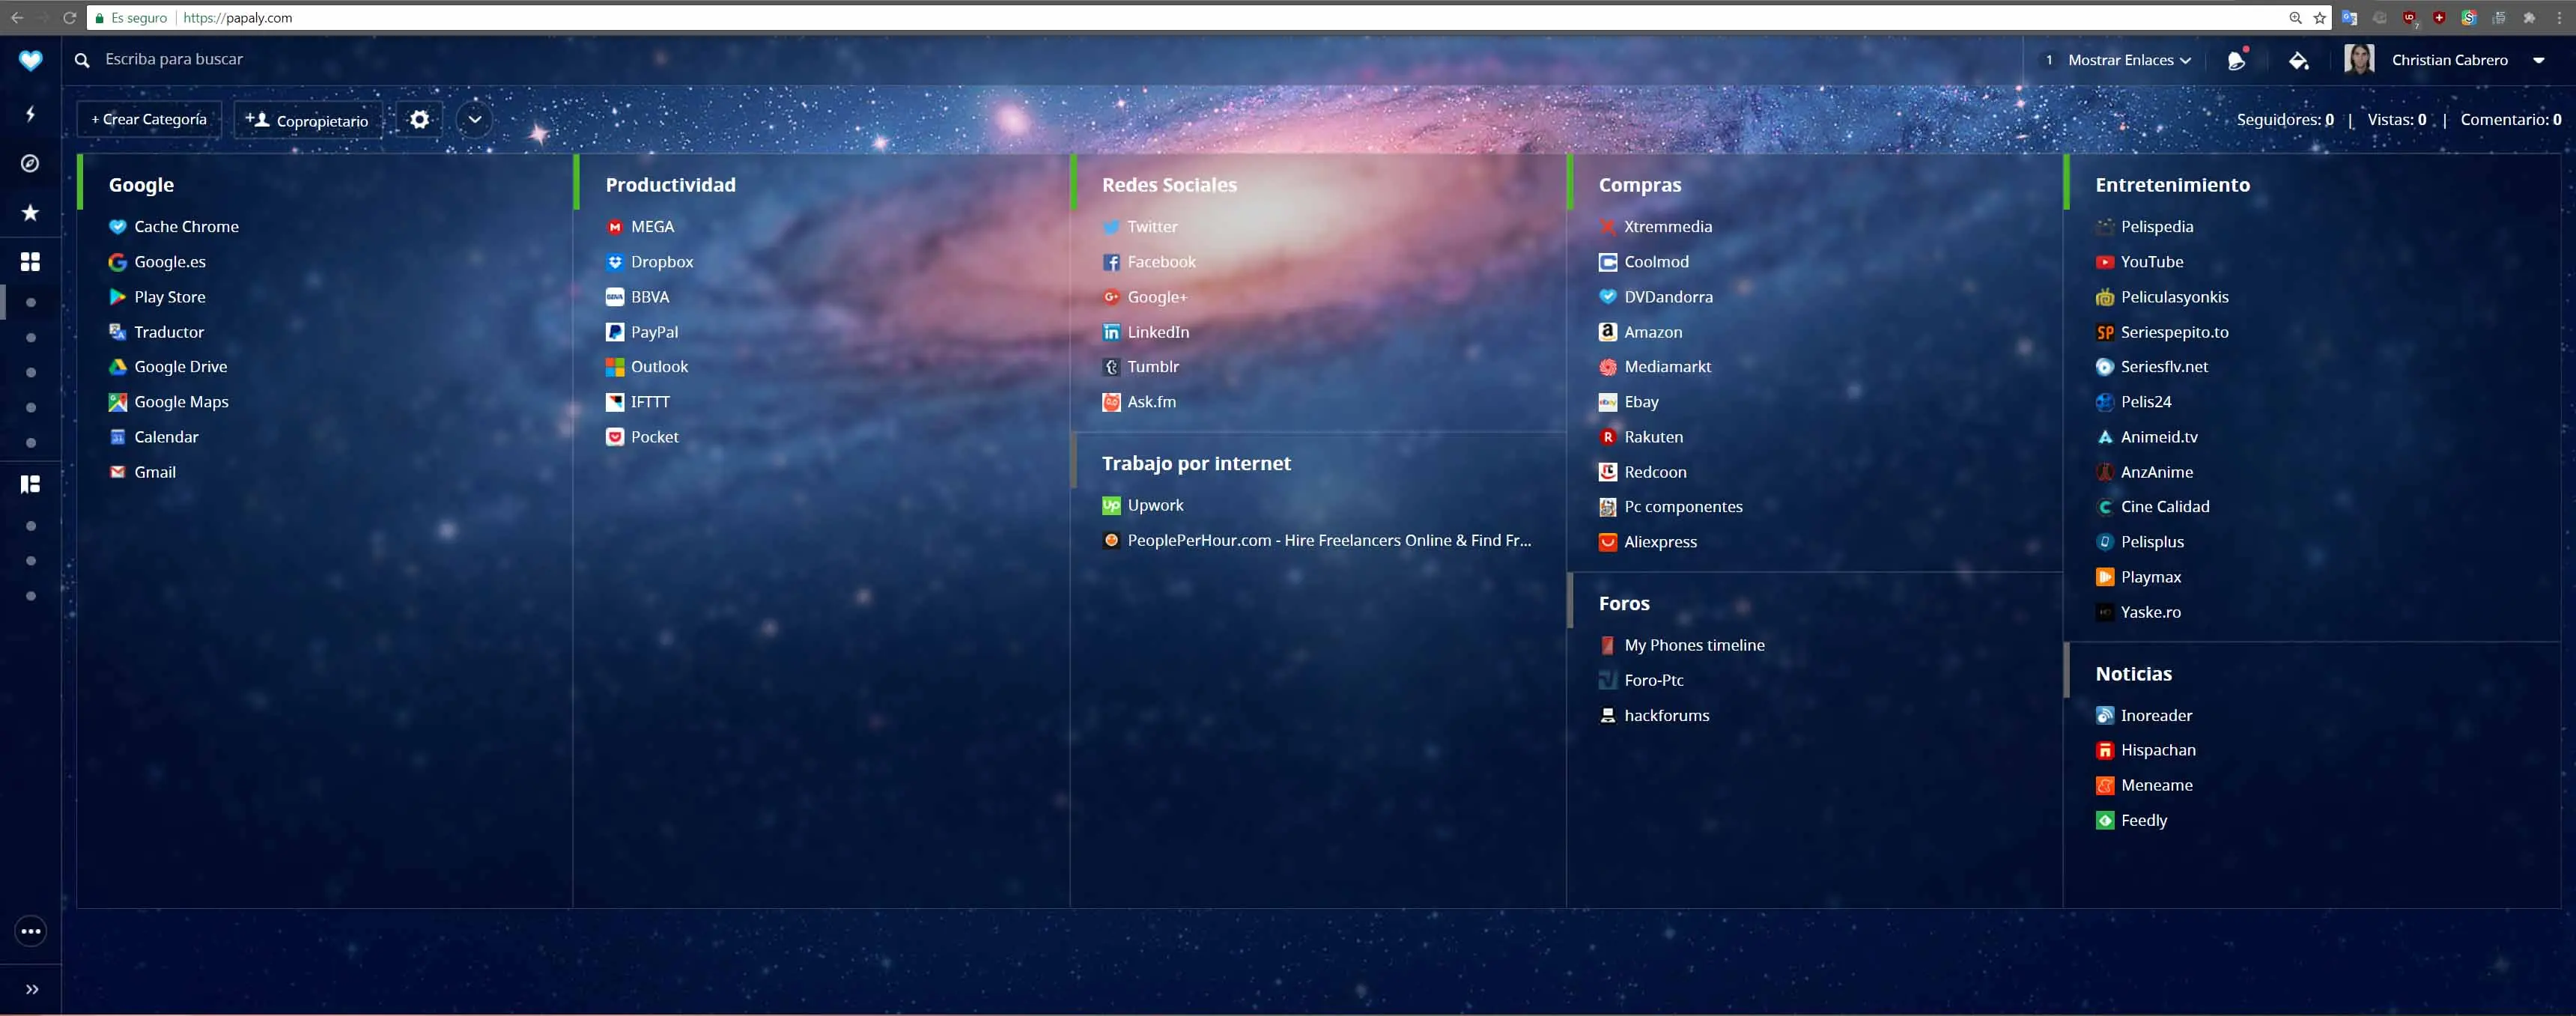 Es seguro | https://papaly.com
Escriba para buscar
1 Mostrar Enlaces
Christian Cabrero
+ Crear Categoría
Copropietario
Seguidores: 0 | Vistas: 0 | Comentario: 0
Google
Cache Chrome
Google.es
Play Store
Traductor
Google Drive
Google Maps
Calendar
Gmail
Productividad
MEGA
Dropbox
BBVA
PayPal
Outlook
IFTTT
Pocket
Redes Sociales
Twitter
Facebook
Google+
LinkedIn
Tumblr
Ask.fm
Trabajo por internet
Upwork
PeoplePerHour.com - Hire Freelancers Online & Find Fr...
Compras
Xtremmedia
Coolmod
DVDandorra
Amazon
Mediamarkt
Ebay
Rakuten
Redcoon
Pc componentes
Aliexpress
Foros
My Phones timeline
Foro-Ptc
hackforums
Entretenimiento
Pelispedia
YouTube
Peliculasyonkis
Seriespepito.to
Seriesflv.net
Pelis24
Animeid.tv
AnzAnime
Cine Calidad
Pelisplus
Playmax
Yaske.ro
Noticias
Inoreader
Hispachan
Meneame
Feedly